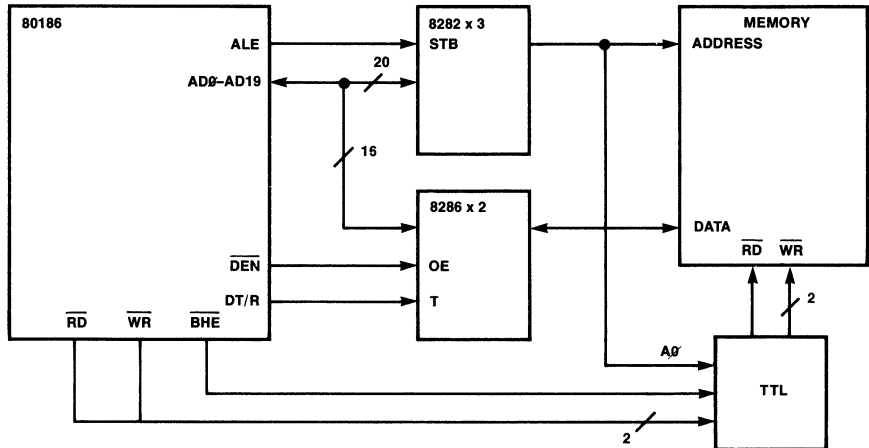 80186
ALE
AD0–AD19
DEN
DT/R
RD WR BHE
20
16
8282 x 3
STB
8286 x 2
OE
T
MEMORY
ADDRESS
DATA
RD WR
2
A0
TTL
2